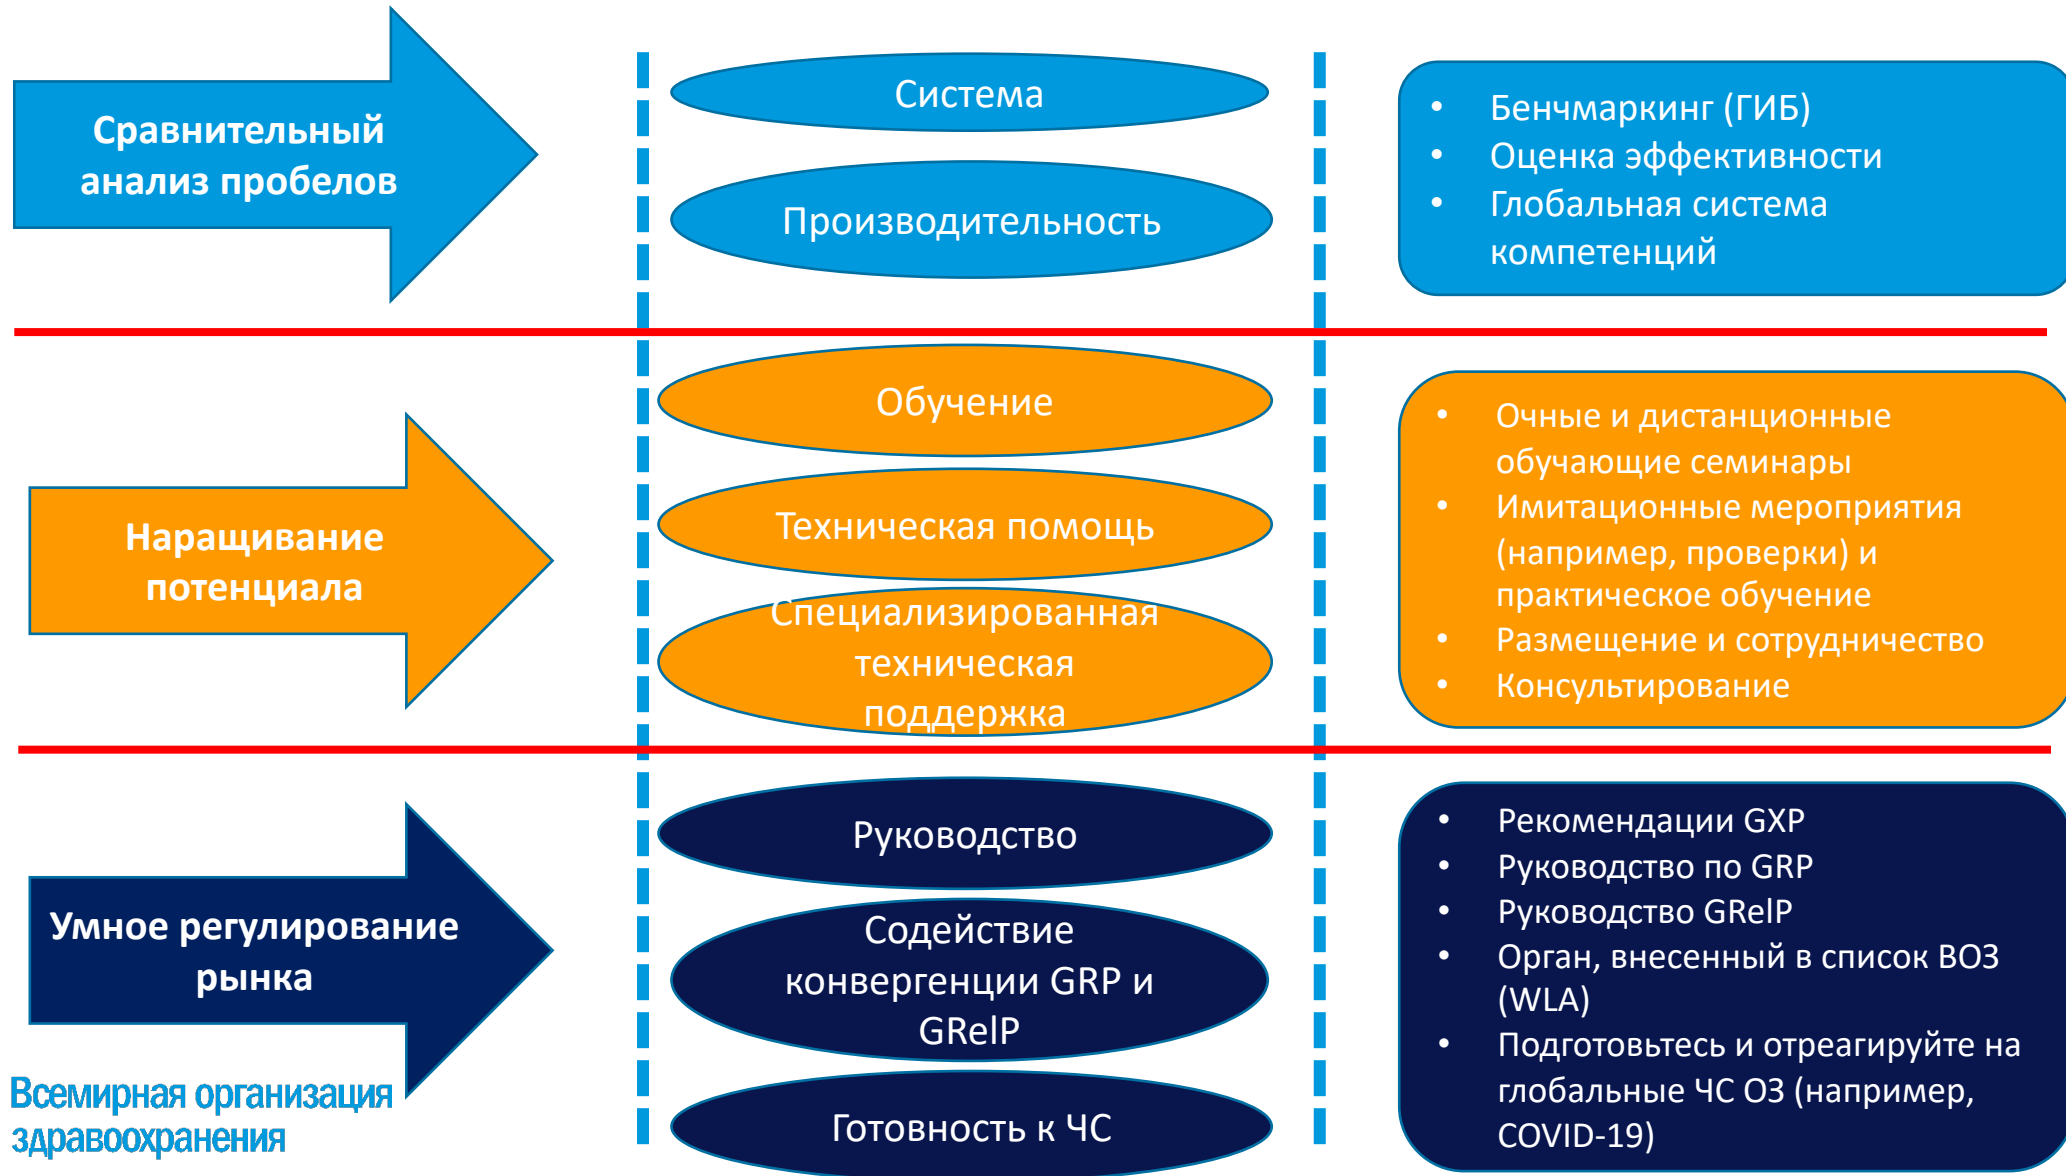 Сравнительный
анализ пробелов
Система
Производительность
• Бенчмаркинг (ГИБ)
• Оценка эффективности
• Глобальная система
компетенций
Наращивание
потенциала
Обучение
Техническая помощь
Специализированная
техническая
поддержка
• Очные и дистанционные
обучающие семинары
• Имитационные мероприятия
(например, проверки) и
практическое обучение
• Размещение и сотрудничество
• Консультирование
Умное регулирование
рынка
Руководство
Содействие
конвергенции GRP и
GRelP
Готовность к ЧС
• Рекомендации GXP
• Руководство по GRP
• Руководство GRelP
• Орган, внесенный в список ВОЗ
(WLA)
• Подготовьтесь и отреагируйте на
глобальные ЧС ОЗ (например,
COVID-19)
Всемирная организация
здравоохранения